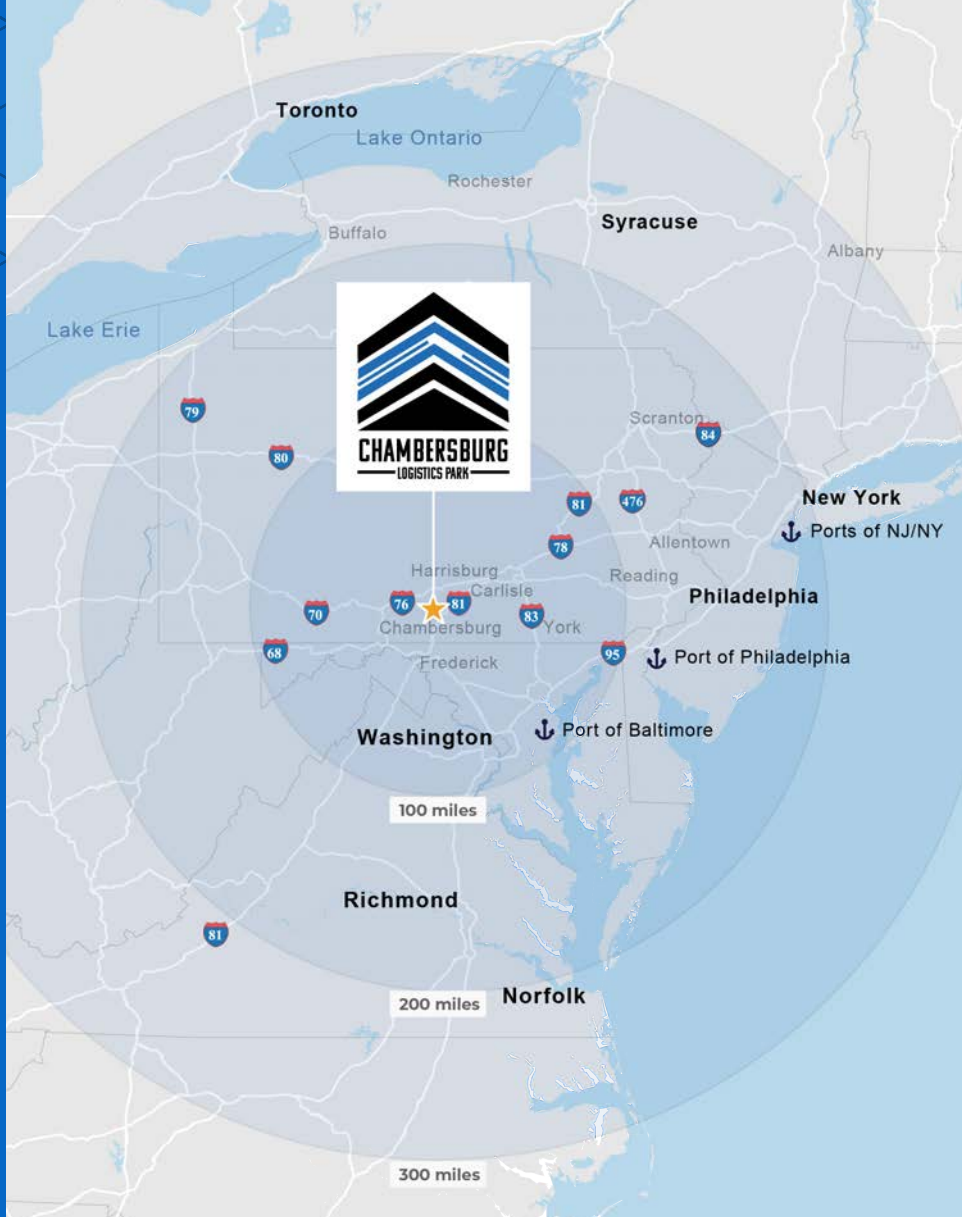 Toronto
Lake Ontario
Rochester
Syracuse
Buffalo
Albany
Lake Erie
CHAMBERSBURG
LOGISTICS PARK
79
Scranton
84
80
New York
81
476
Ports of NJ/NY
78
Allentown
Harrisburg
Reading
Carlisle
Philadelphia
76
81
70
83
York
Chambersburg
68
Frederick
95
Port of Philadelphia
Washington
Port of Baltimore
100 miles
Richmond
81
200 miles
Norfolk
300 miles